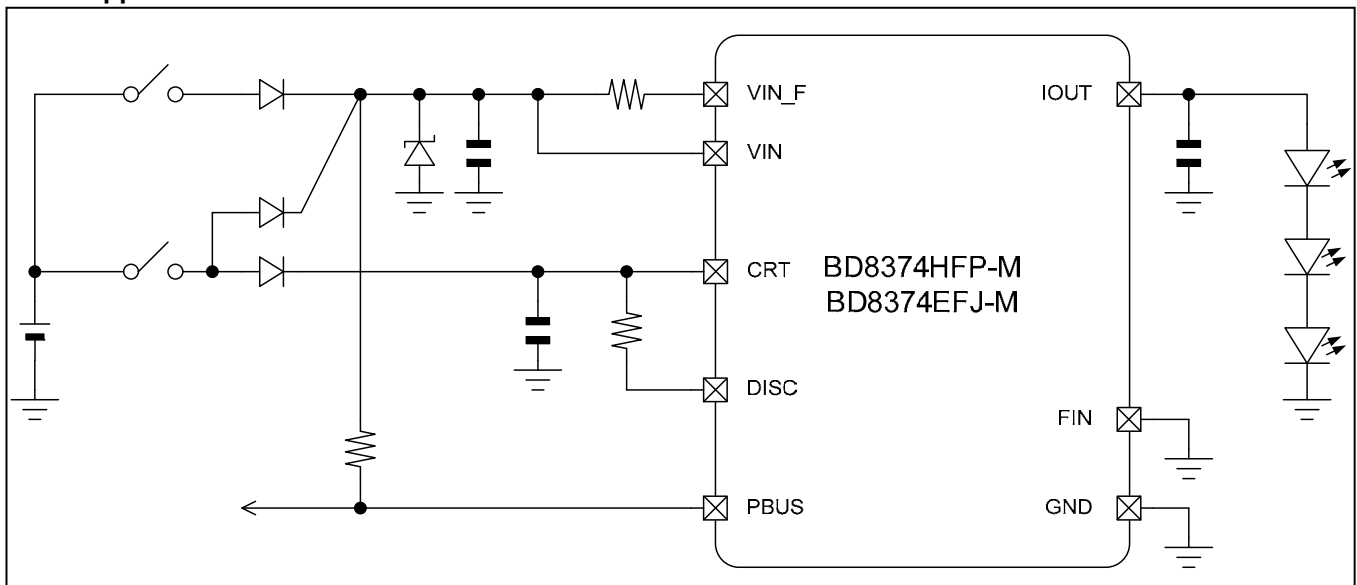 VIN_F
IOUT
VIN
CRT
BD8374HFP-M
BD8374EFJ-M
DISC
FIN
PBUS
GND